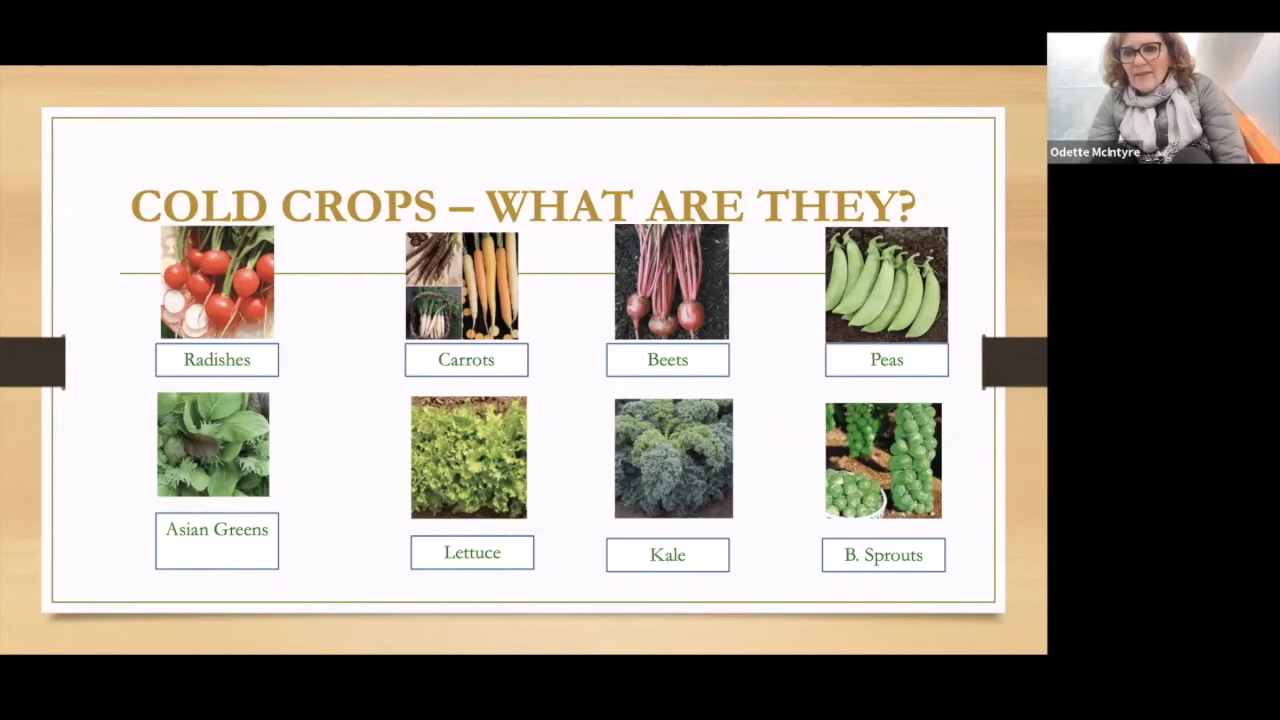 COLD CROPS – WHAT ARE THEY?
Radishes
Carrots
Beets
Peas
Asian Greens
Lettuce
Kale
B. Sprouts
Odette McIntyre